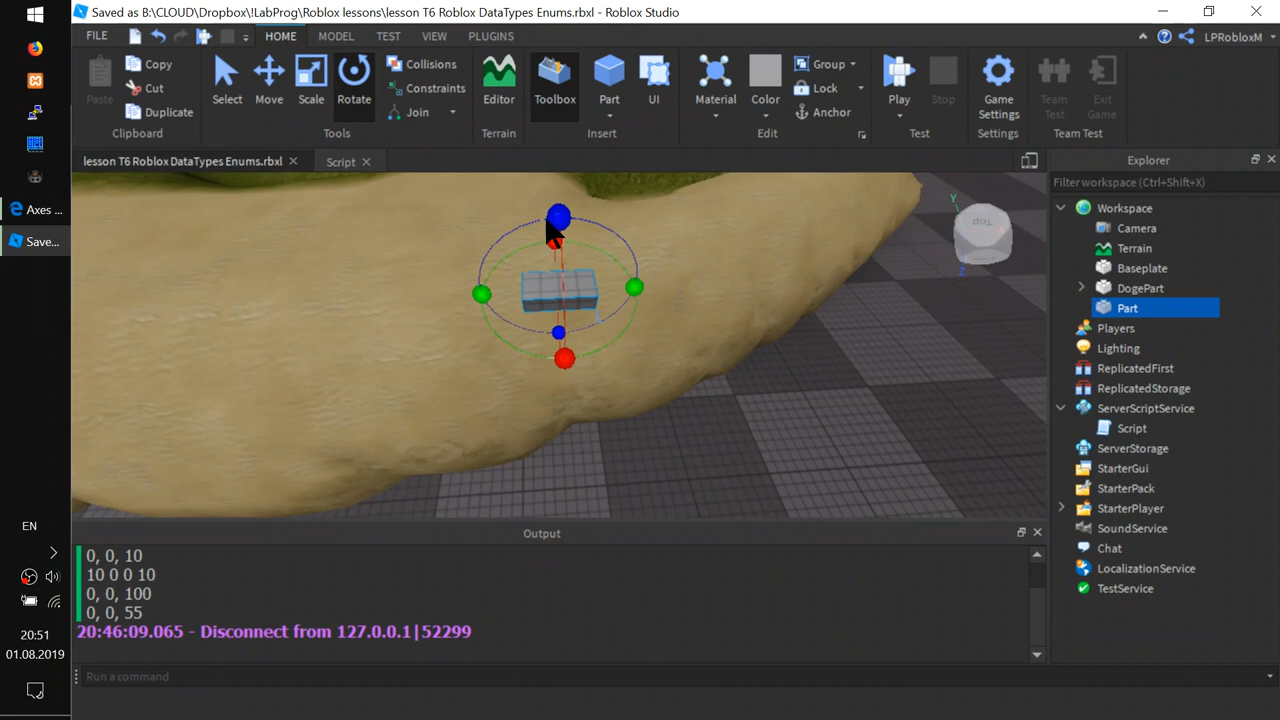 Saved as B:\CLOUD\Dropbox\!LabProg\Roblox lessons\lesson T6 Roblox DataTypes Enums.rbxl - Roblox Studio
FILE
HOME
MODEL
TEST
VIEW
PLUGINS
LPRobloxM
Paste
Copy
Cut
Duplicate
Clipboard
Select
Move
Scale
Rotate
Collisions
Constraints
Join
Tools
Editor
Terrain
Toolbox
Part
UI
Insert
Material
Color
Group
Lock
Anchor
Edit
Play
Stop
Test
Game
Settings
Settings
Team
Test
Exit
Game
Team Test
lesson T6 Roblox DataTypes Enums.rbxl
Script
Explorer
Filter workspace (Ctrl+Shift+X)
Workspace
Camera
Terrain
Baseplate
DogePart
Part
Players
Lighting
ReplicatedFirst
ReplicatedStorage
ServerScriptService
Script
ServerStorage
StarterGui
StarterPack
StarterPlayer
SoundService
Chat
LocalizationService
TestService
Y
Top
X
Z
Axes ...
Save...
Output
0, 0, 10
10 0 0 10
0, 0, 100
0, 0, 55
20:46:09.065 - Disconnect from 127.0.0.1|52299
Run a command
EN
20:51
01.08.2019